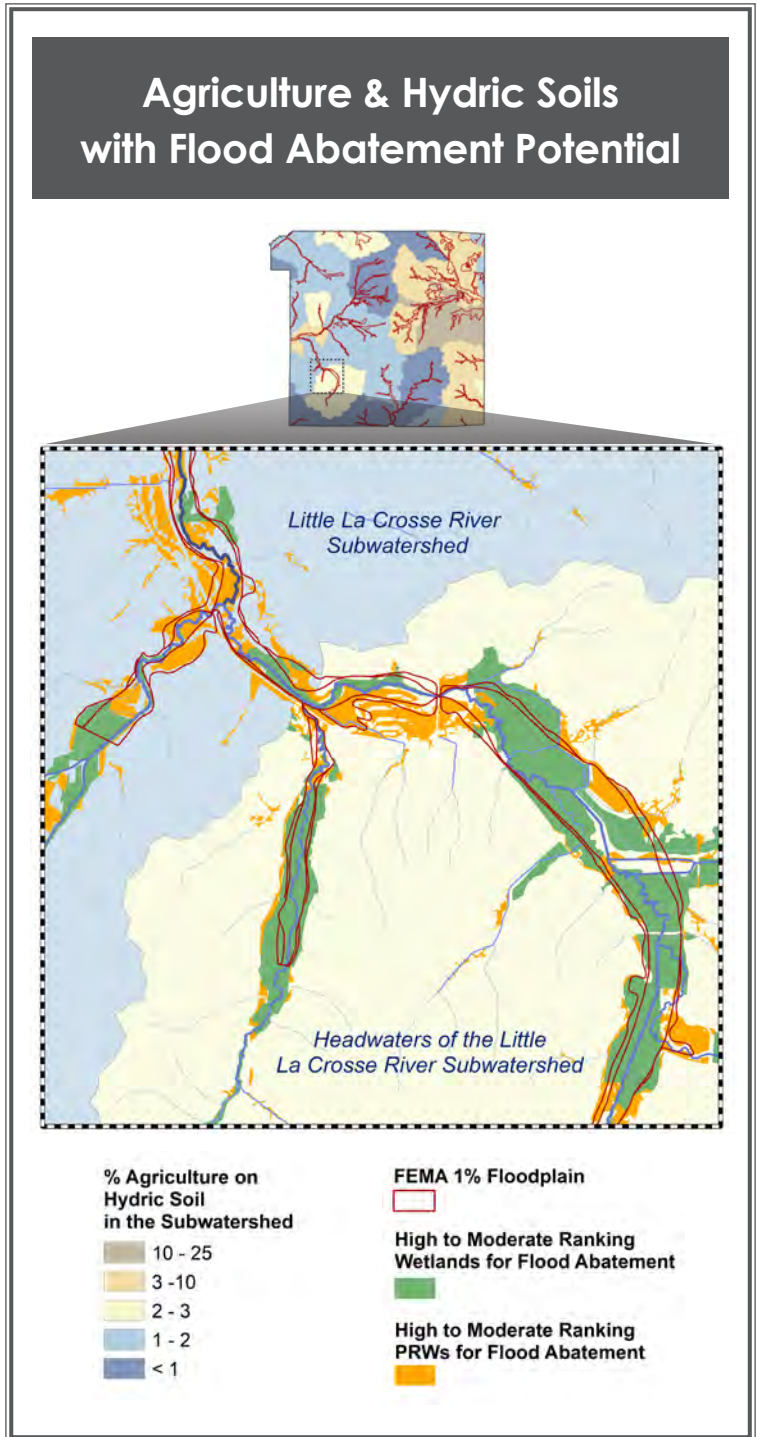 Agriculture & Hydric Soils
with Flood Abatement Potential
Little La Crosse River
Subwatershed
Headwaters of the Little
La Crosse River Subwatershed
% Agriculture on
Hydric Soil
in the Subwatershed
10 - 25
3 -10
2 - 3
1 - 2
< 1
FEMA 1% Floodplain
High to Moderate Ranking
Wetlands for Flood Abatement
High to Moderate Ranking
PRWs for Flood Abatement